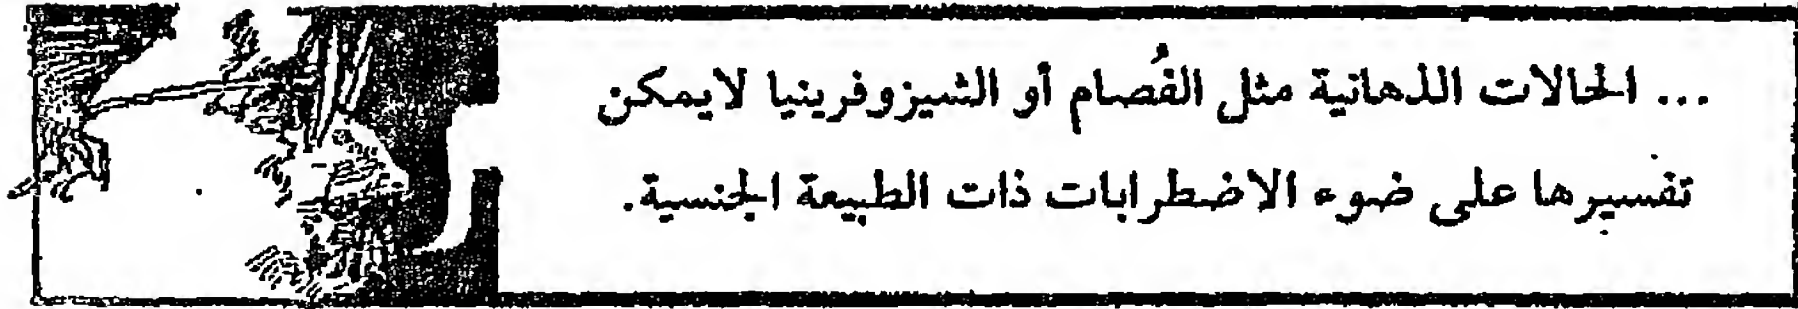 ... الحالات الذهانية مثل الفُصام أو الشيزوفرينيا لايمكن
تفسيرها على ضوء الاضطرابات ذات الطبيعة الجنسية.